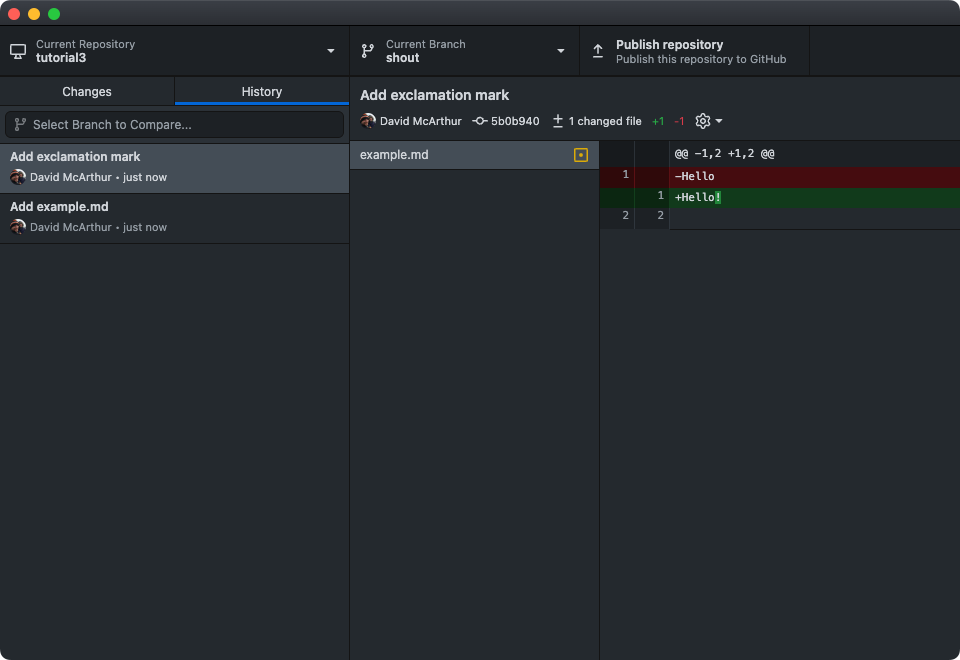 Current Repository
tutorial3
Current Branch
shout
Publish repository
Publish this repository to GitHub
Changes
History
Select Branch to Compare...
Add exclamation mark
David McArthur • just now
Add example.md
David McArthur • just now
Add exclamation mark
David McArthur 5b0b940 1 changed file +1 -1
example.md
@@ -1,2 +1,2 @@
1 -Hello
1 +Hello!
2 2